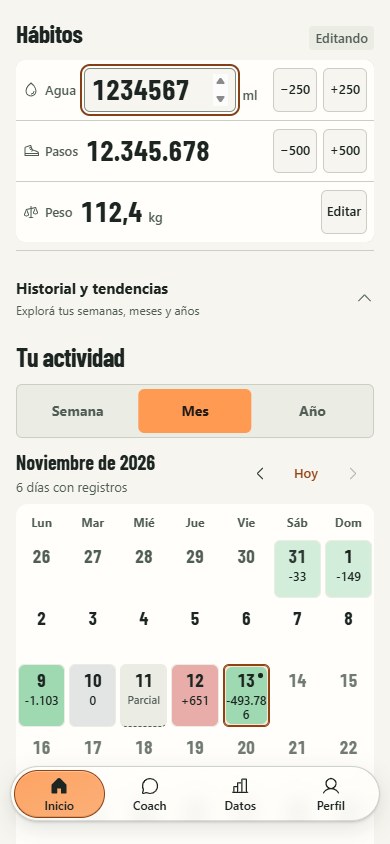 Hábitos
Editando
Agua 1234567 ml −250 +250
Pasos 12.345.678 −500 +500
Peso 112,4 kg Editar
Historial y tendencias
Explorá tus semanas, meses y años
Tu actividad
Semana Mes Año
Noviembre de 2026
6 días con registros
Hoy
Lun Mar Mié Jue Vie Sáb Dom
26 27 28 29 30 31 1
-33 -149
2 3 4 5 6 7 8
9 10 11 12 13 14 15
-1.103 0 Parcial +651 -493.78
6
16 17 18 19 20 21 22
Inicio Coach Datos Perfil